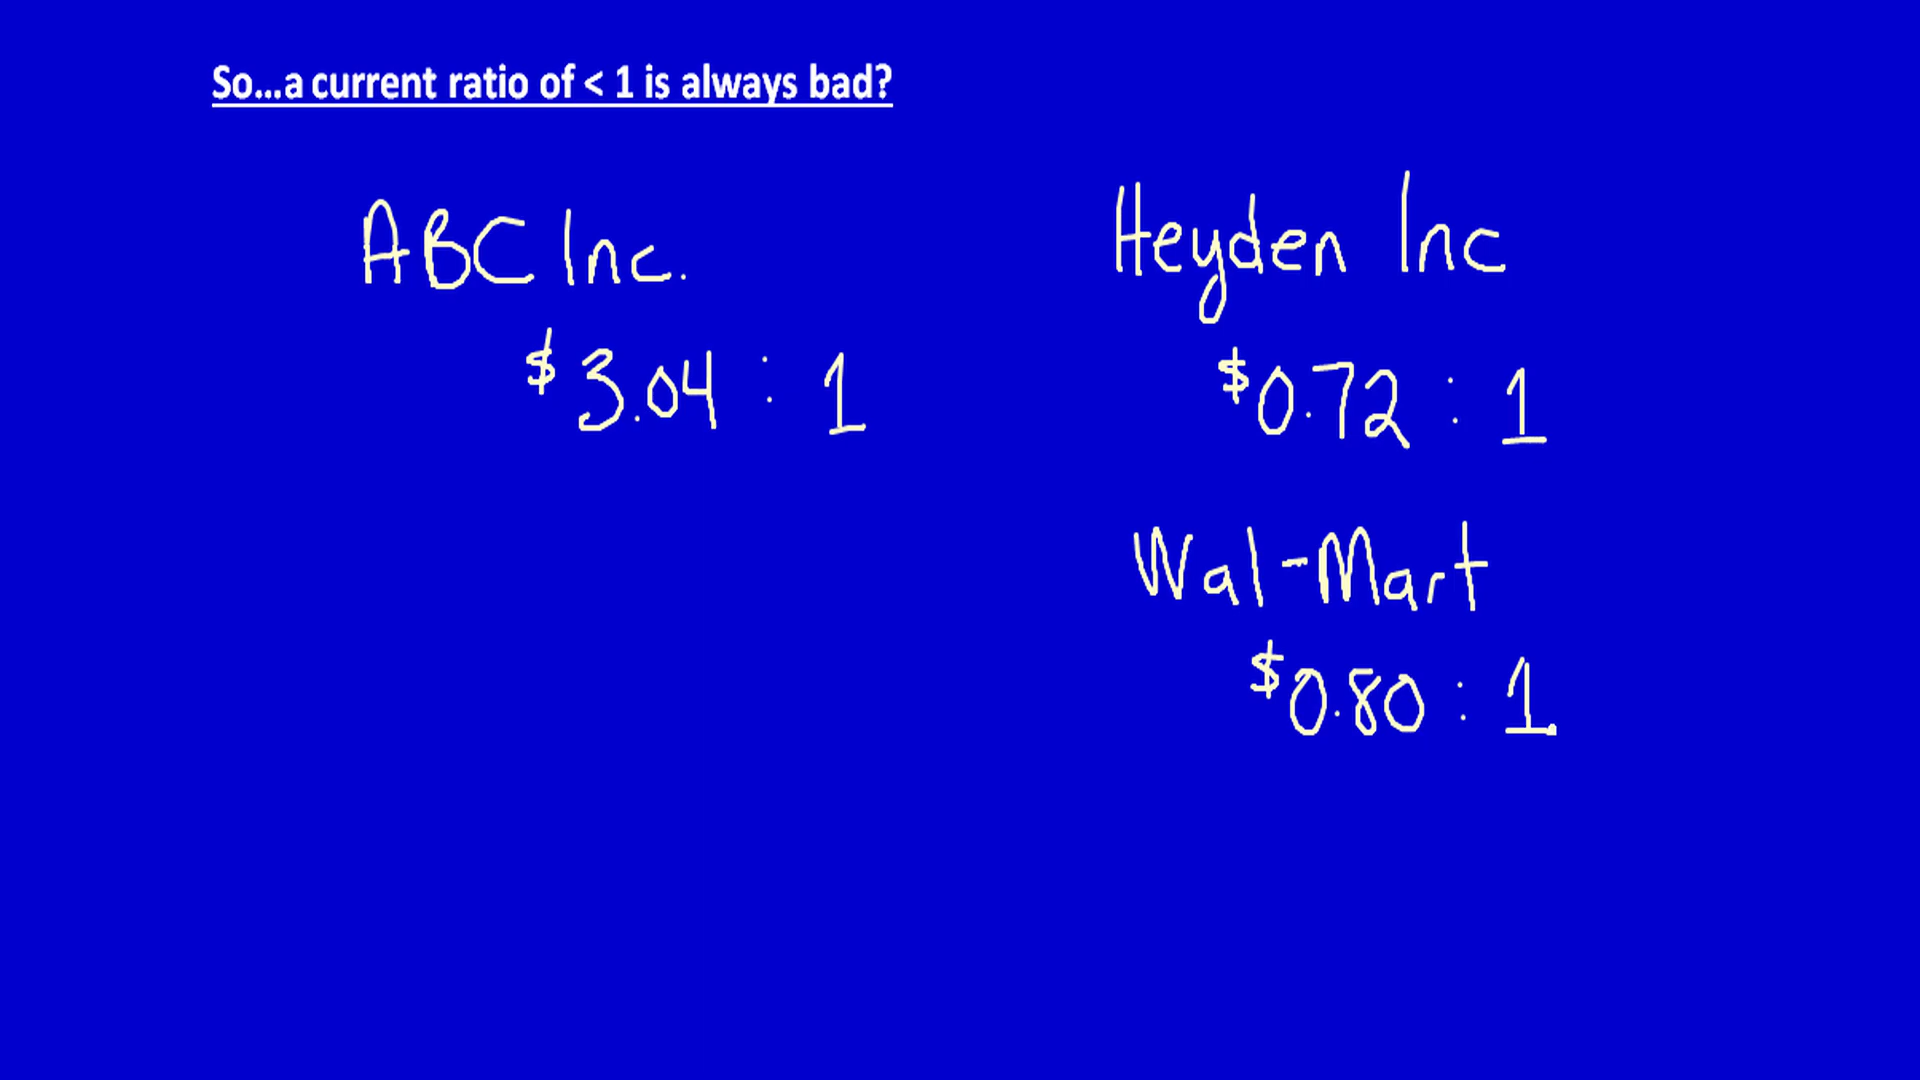 So...a current ratio of < 1 is always bad?
ABC Inc.
$3.04 : 1
Heyden Inc
$0.72 : 1
Wal-Mart
$0.80 : 1